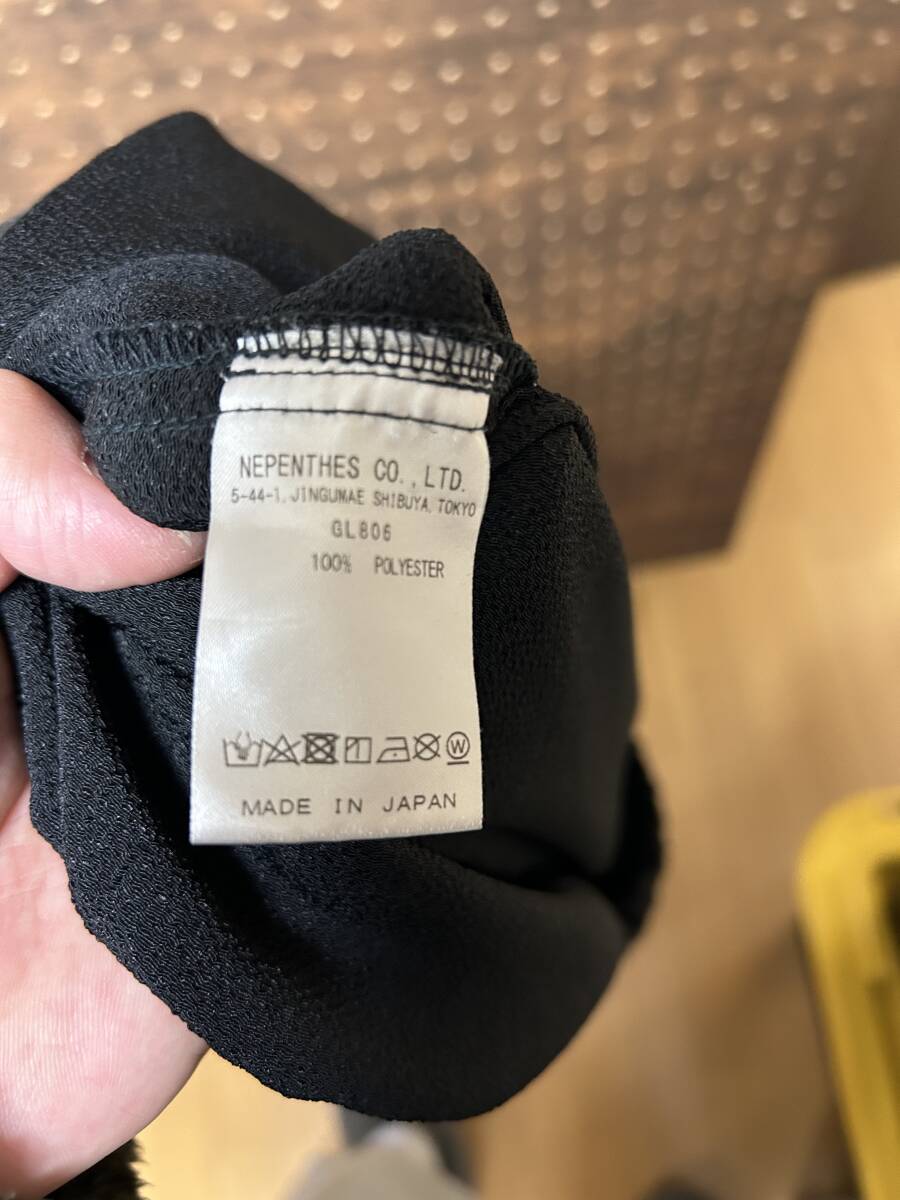 NEPENTHES CO., LTD.
5-44-1, JINGUMAE SHIBUYA, TOKYO
GL806
100% POLYESTER
W
MADE IN JAPAN